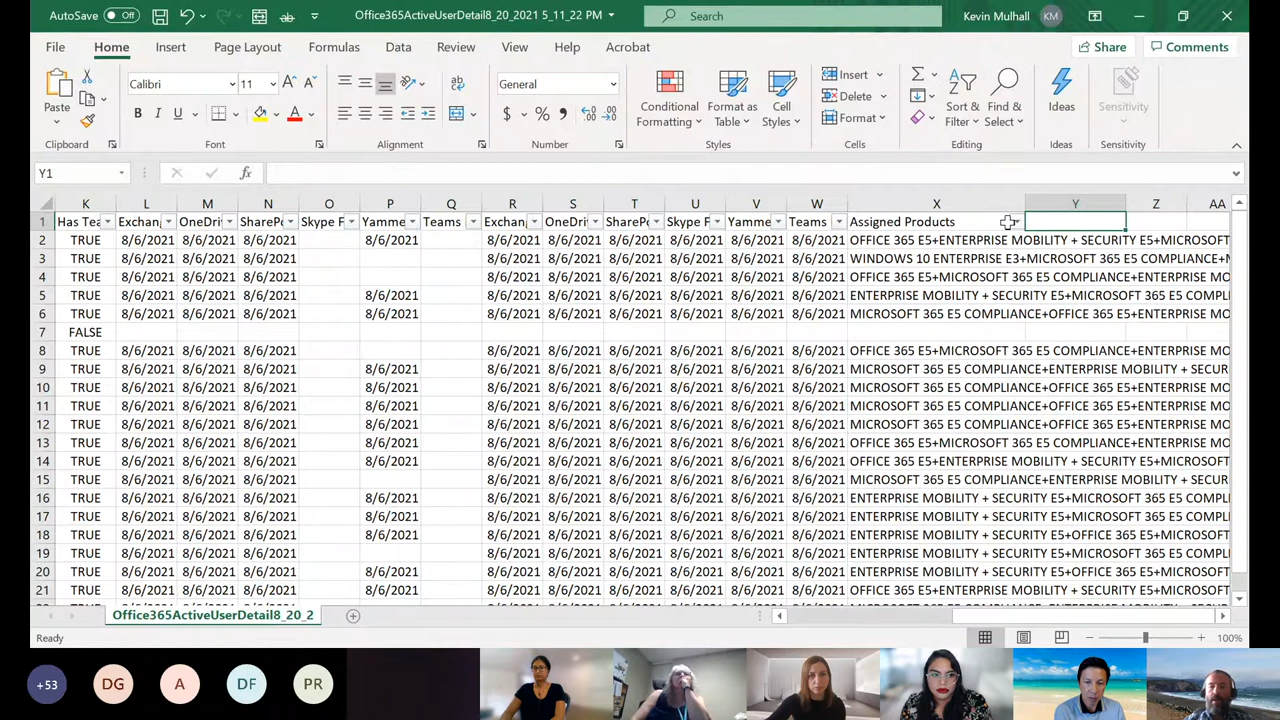 AutoSave Off Office365ActiveUserDetail8_20_2021 5_11_22 PM Search Kevin Mulhall KM
File Home Insert Page Layout Formulas Data Review View Help Acrobat Share Comments
Paste Calibri 11 General Conditional Formatting Format as Table Cell Styles Insert Delete Format Sort & Filter Find & Select Ideas Sensitivity
Clipboard Font Alignment Number Styles Cells Editing Ideas Sensitivity
Y1 fx
K L M N O P Q R S T U V W X Y Z AA
1 Has Tea Exchan OneDri SharePo Skype F Yamme Teams Exchan OneDri SharePo Skype F Yamme Teams Assigned Products
2 TRUE 8/6/2021 8/6/2021 8/6/2021 8/6/2021 8/6/2021 8/6/2021 8/6/2021 8/6/2021 8/6/2021 8/6/2021 OFFICE 365 E5+ENTERPRISE MOBILITY + SECURITY E5+MICROSOFT
3 TRUE 8/6/2021 8/6/2021 8/6/2021 8/6/2021 8/6/2021 8/6/2021 8/6/2021 8/6/2021 8/6/2021 WINDOWS 10 ENTERPRISE E3+MICROSOFT 365 E5 COMPLIANCE+M
4 TRUE 8/6/2021 8/6/2021 8/6/2021 8/6/2021 8/6/2021 8/6/2021 8/6/2021 8/6/2021 8/6/2021 OFFICE 365 E5+MICROSOFT 365 E5 COMPLIANCE+ENTERPRISE MO
5 TRUE 8/6/2021 8/6/2021 8/6/2021 8/6/2021 8/6/2021 8/6/2021 8/6/2021 8/6/2021 8/6/2021 8/6/2021 ENTERPRISE MOBILITY + SECURITY E5+MICROSOFT 365 E5 COMPL
6 TRUE 8/6/2021 8/6/2021 8/6/2021 8/6/2021 8/6/2021 8/6/2021 8/6/2021 8/6/2021 8/6/2021 8/6/2021 MICROSOFT 365 E5 COMPLIANCE+OFFICE 365 E5+ENTERPRISE MO
7 FALSE
8 TRUE 8/6/2021 8/6/2021 8/6/2021 8/6/2021 8/6/2021 8/6/2021 8/6/2021 8/6/2021 8/6/2021 OFFICE 365 E5+MICROSOFT 365 E5 COMPLIANCE+ENTERPRISE MO
9 TRUE 8/6/2021 8/6/2021 8/6/2021 8/6/2021 8/6/2021 8/6/2021 8/6/2021 8/6/2021 8/6/2021 8/6/2021 MICROSOFT 365 E5 COMPLIANCE+ENTERPRISE MOBILITY + SECUR
10 TRUE 8/6/2021 8/6/2021 8/6/2021 8/6/2021 8/6/2021 8/6/2021 8/6/2021 8/6/2021 8/6/2021 8/6/2021 MICROSOFT 365 E5 COMPLIANCE+OFFICE 365 E5+ENTERPRISE MO
11 TRUE 8/6/2021 8/6/2021 8/6/2021 8/6/2021 8/6/2021 8/6/2021 8/6/2021 8/6/2021 8/6/2021 8/6/2021 MICROSOFT 365 E5 COMPLIANCE+OFFICE 365 E5+ENTERPRISE MO
12 TRUE 8/6/2021 8/6/2021 8/6/2021 8/6/2021 8/6/2021 8/6/2021 8/6/2021 8/6/2021 8/6/2021 8/6/2021 MICROSOFT 365 E5 COMPLIANCE+OFFICE 365 E5+ENTERPRISE MO
13 TRUE 8/6/2021 8/6/2021 8/6/2021 8/6/2021 8/6/2021 8/6/2021 8/6/2021 8/6/2021 8/6/2021 8/6/2021 OFFICE 365 E5+MICROSOFT 365 E5 COMPLIANCE+ENTERPRISE MO
14 TRUE 8/6/2021 8/6/2021 8/6/2021 8/6/2021 8/6/2021 8/6/2021 8/6/2021 8/6/2021 8/6/2021 8/6/2021 OFFICE 365 E5+ENTERPRISE MOBILITY + SECURITY E5+MICROSOFT
15 TRUE 8/6/2021 8/6/2021 8/6/2021 8/6/2021 8/6/2021 8/6/2021 8/6/2021 8/6/2021 8/6/2021 MICROSOFT 365 E5 COMPLIANCE+ENTERPRISE MOBILITY + SECUR
16 TRUE 8/6/2021 8/6/2021 8/6/2021 8/6/2021 8/6/2021 8/6/2021 8/6/2021 8/6/2021 8/6/2021 8/6/2021 ENTERPRISE MOBILITY + SECURITY E5+MICROSOFT 365 E5 COMPL
17 TRUE 8/6/2021 8/6/2021 8/6/2021 8/6/2021 8/6/2021 8/6/2021 8/6/2021 8/6/2021 8/6/2021 8/6/2021 ENTERPRISE MOBILITY + SECURITY E5+MICROSOFT 365 E5 COMPL
18 TRUE 8/6/2021 8/6/2021 8/6/2021 8/6/2021 8/6/2021 8/6/2021 8/6/2021 8/6/2021 8/6/2021 8/6/2021 ENTERPRISE MOBILITY + SECURITY E5+OFFICE 365 E5+MICROSOFT
19 TRUE 8/6/2021 8/6/2021 8/6/2021 8/6/2021 8/6/2021 8/6/2021 8/6/2021 8/6/2021 8/6/2021 ENTERPRISE MOBILITY + SECURITY E5+MICROSOFT 365 E5 COMPL
20 TRUE 8/6/2021 8/6/2021 8/6/2021 8/6/2021 8/6/2021 8/6/2021 8/6/2021 8/6/2021 8/6/2021 8/6/2021 ENTERPRISE MOBILITY + SECURITY E5+OFFICE 365 E5+MICROSOFT
21 TRUE 8/6/2021 8/6/2021 8/6/2021 8/6/2021 8/6/2021 8/6/2021 8/6/2021 8/6/2021 8/6/2021 8/6/2021 OFFICE 365 E5+ENTERPRISE MOBILITY + SECURITY E5+MICROSOFT
Office365ActiveUserDetail8_20_2
Ready 100%
+53 DG A DF PR